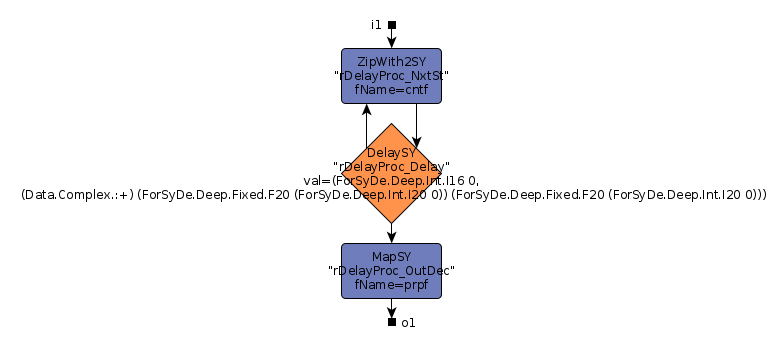 i1
ZipWith2SY
"rDelayProc_NxtSt"
fName=cntf
DelaySY
"rDelayProc_Delay"
val=(ForSyDe.Deep.Int.I16 0,
(Data.Complex.:+) (ForSyDe.Deep.Fixed.F20 (ForSyDe.Deep.Int.I20 0)) (ForSyDe.Deep.Fixed.F20 (ForSyDe.Deep.Int.I20 0)))
MapSY
"rDelayProc_OutDec"
fName=prpf
o1